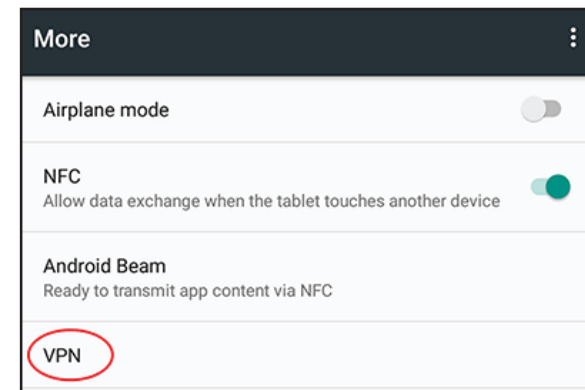 More
Airplane mode
NFC
Allow data exchange when the tablet touches another device
Android Beam
Ready to transmit app content via NFC
VPN